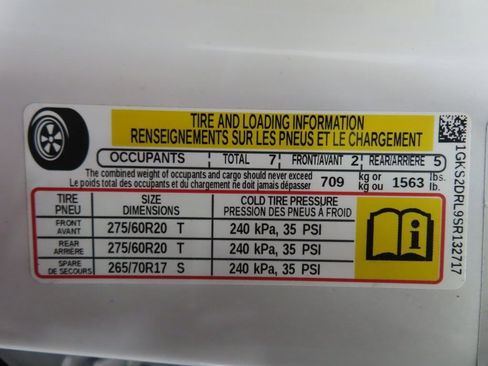 TIRE AND LOADING INFORMATION
RENSEIGNEMENTS SUR LES PNEUS ET LE CHARGEMENT
OCCUPANTS TOTAL 7 FRONT/AVANT 2 REAR/ARRIÈRE 5
The combined weight of occupants and cargo should never exceed
Le poids total des occupants et du chargement ne doit jamais dépasser
709 kg or 1563 lbs.
kg ou lb.
TIRE SIZE COLD TIRE PRESSURE
PNEU DIMENSIONS PRESSION DES PNEUS À FROID
FRONT
AVANT 275/60R20 T 240 kPa, 35 PSI
REAR
ARRIÈRE 275/60R20 T 240 kPa, 35 PSI
SPARE
DE SECOURS 265/70R17 S 240 kPa, 35 PSI
i
1GKS2DRL9SR132717